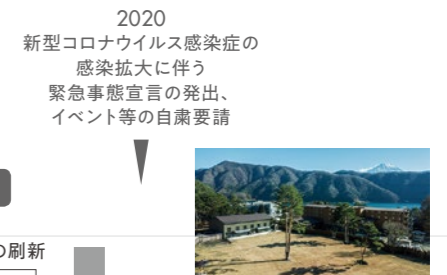 2020
新型コロナウイルス感染症の
感染拡大に伴う
緊急事態宣言の発出、
イベント等の自粛要請
の刷新